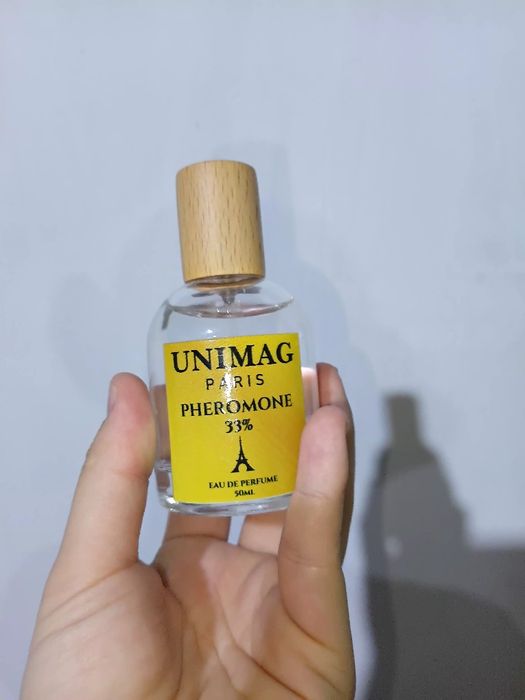 UNIMAG
PARIS
PHEROMONE
33%
EAU DE PERFUME
50ML